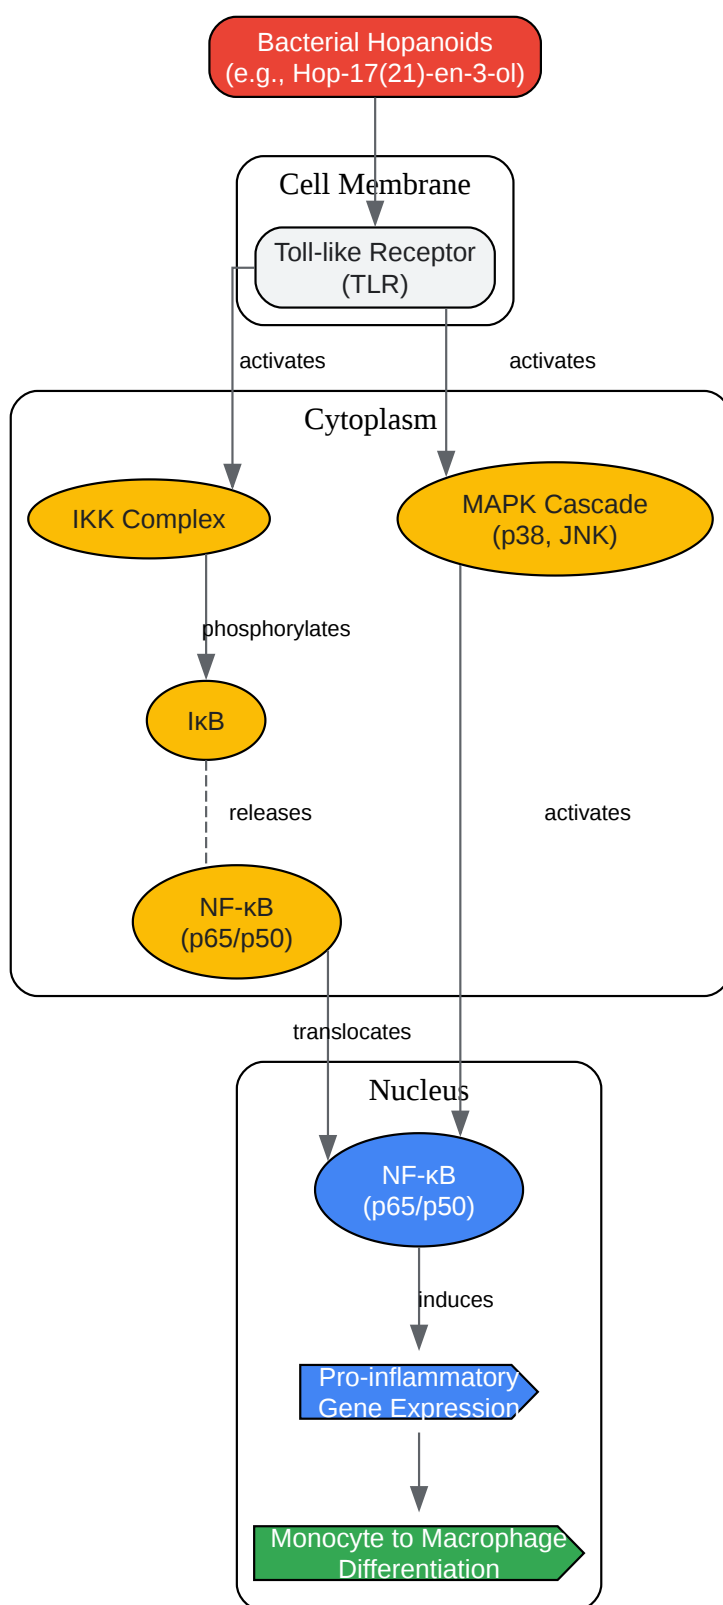 Bacterial Hopanoids
(e.g., Hop-17(21)-en-3-ol)
Cell Membrane
Toll-like Receptor
(TLR)
activates
activates
Cytoplasm
IKK Complex
MAPK Cascade
(p38, JNK)
phosphorylates
IκB
releases
activates
NF-κB
(p65/p50)
translocates
Nucleus
NF-κB
(p65/p50)
induces
Pro-inflammatory
Gene Expression
Monocyte to Macrophage
Differentiation